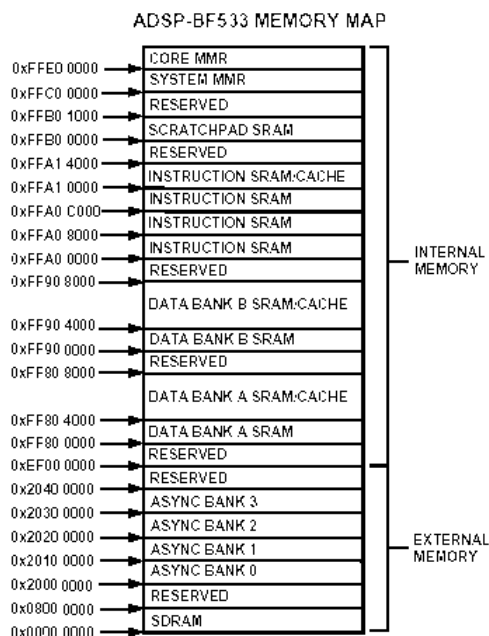 ADSP-BF533 MEMORY MAP
CORE MMR
0xFFE0 0000
SYSTEM MMR
0xFFC0 0000
RESERVED
0xFFB0 1000
SCRATCHPAD SRAM
0xFFB0 0000
RESERVED
0xFFA1 4000
INSTRUCTION SRAM/CACHE
0xFFA1 0000
INSTRUCTION SRAM
0xFFA0 C000
INSTRUCTION SRAM
0xFFA0 8000
INSTRUCTION SRAM
0xFFA0 0000
RESERVED
0xFF90 8000
DATA BANK B SRAM/CACHE
0xFF90 4000
DATA BANK B SRAM
0xFF90 0000
RESERVED
0xFF80 8000
DATA BANK A SRAM/CACHE
0xFF80 4000
DATA BANK A SRAM
0xFF80 0000
RESERVED
0xEF00 0000
RESERVED
0x2040 0000
ASYNC BANK 3
0x2030 0000
ASYNC BANK 2
0x2020 0000
ASYNC BANK 1
0x2010 0000
ASYNC BANK 0
0x2000 0000
RESERVED
0x0800 0000
SDRAM
0x0000 0000
INTERNAL
MEMORY
EXTERNAL
MEMORY